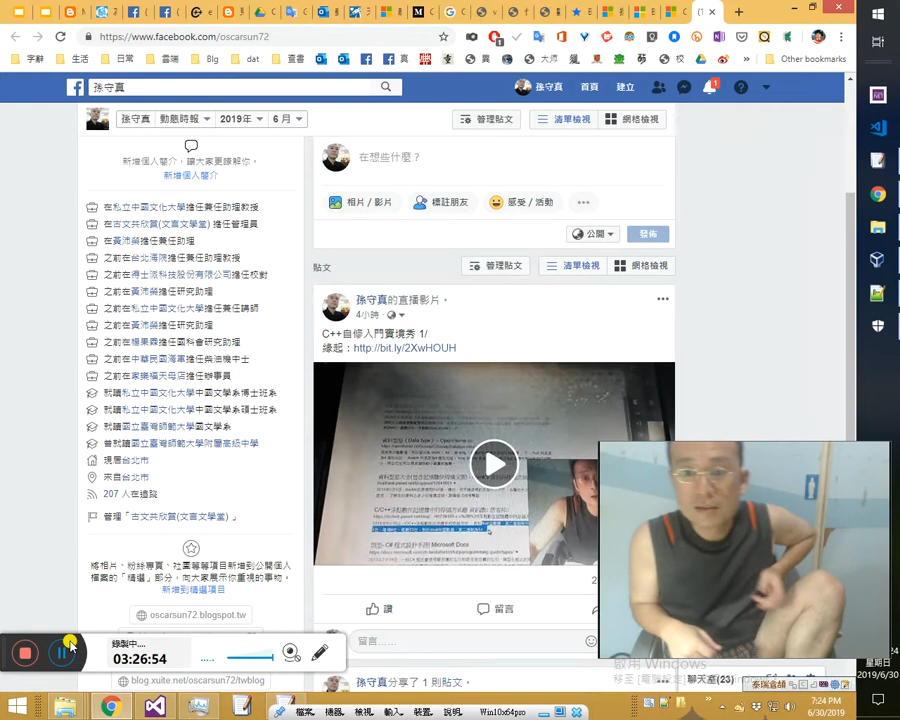 https://www.facebook.com/oscarsun72
字辭
生活
日常
雲端
Blg
dat
查書
異
大師
校
Other bookmarks
孫守真
孫守真
首頁
建立
1
孫守真
動態時報
2019年
6 月
管理貼文
清單檢視
網格檢視
新增個人簡介，讓大家更瞭解你。
新增個人簡介
在私立中國文化大學擔任兼任助理教授
在古文共欣賞(文言文學堂) 擔任管理員
在黃沛榮擔任兼任助理
之前在台北海院擔任兼任助理教授
之前在得士派科技股份有限公司擔任校對
之前在黃沛榮擔任研究助理
之前在私立中國文化大學擔任兼任講師
之前在黃沛榮擔任研究助理
之前在楊果霖擔任國科會研究助理
之前在中華民國海軍擔任柴油機中士
之前在家樂福天母店擔任辦事員
就讀私立中國文化大學中國文學系博士班系
就讀私立中國文化大學中國文學系碩士班系
就讀國立臺灣師範大學國文學系
曾就讀國立臺灣師範大學附屬高級中學
現居台北市
來自台北市
207 人在追蹤
管理「古文共欣賞(文言文學堂) 」
將相片、粉絲專頁、社團等等項目新增到公開個人
檔案的「精選」部分，向大家展示你重視的事物。
新增到精選項目
oscarsun72.blogspot.tw
blog.xuite.net/oscarsun72/twblog
在想些什麼？
相片 / 影片
標註朋友
感受 / 活動
公開
發佈
貼文
管理貼文
清單檢視
網格檢視
孫守真的直播影片。
4小時
C++自修入門實境秀 1/
緣起：http://bit.ly/2XwHOUH
讚
留言
留言……
孫守真分享了 1 則貼文。
聊天室(23)
錄製中....
03:26:54
啟用 Windows
檔案
機器
檢視
輸入
裝置
說明
Win10x64pro
7:24 PM
6/30/2019
星期日
2019/6/30